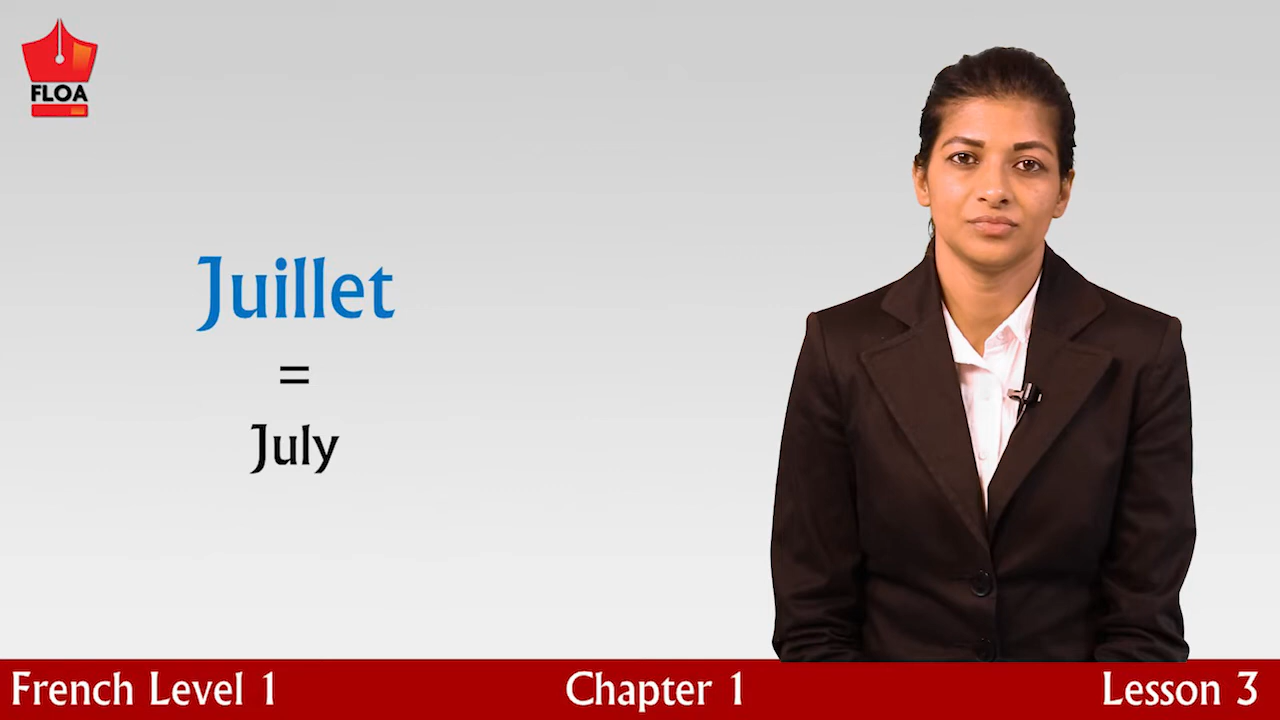 FLOA
Juillet
=
July
French Level 1
Chapter 1
Lesson 3